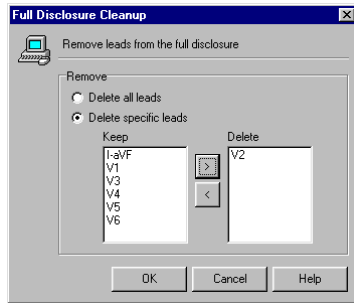 Full Disclosure Cleanup
Remove leads from the full disclosure
Remove
Delete all leads
Delete specific leads
Keep
Delete
I-aVF
V1
V3
V4
V5
V6
>
<
V2
OK
Cancel
Help